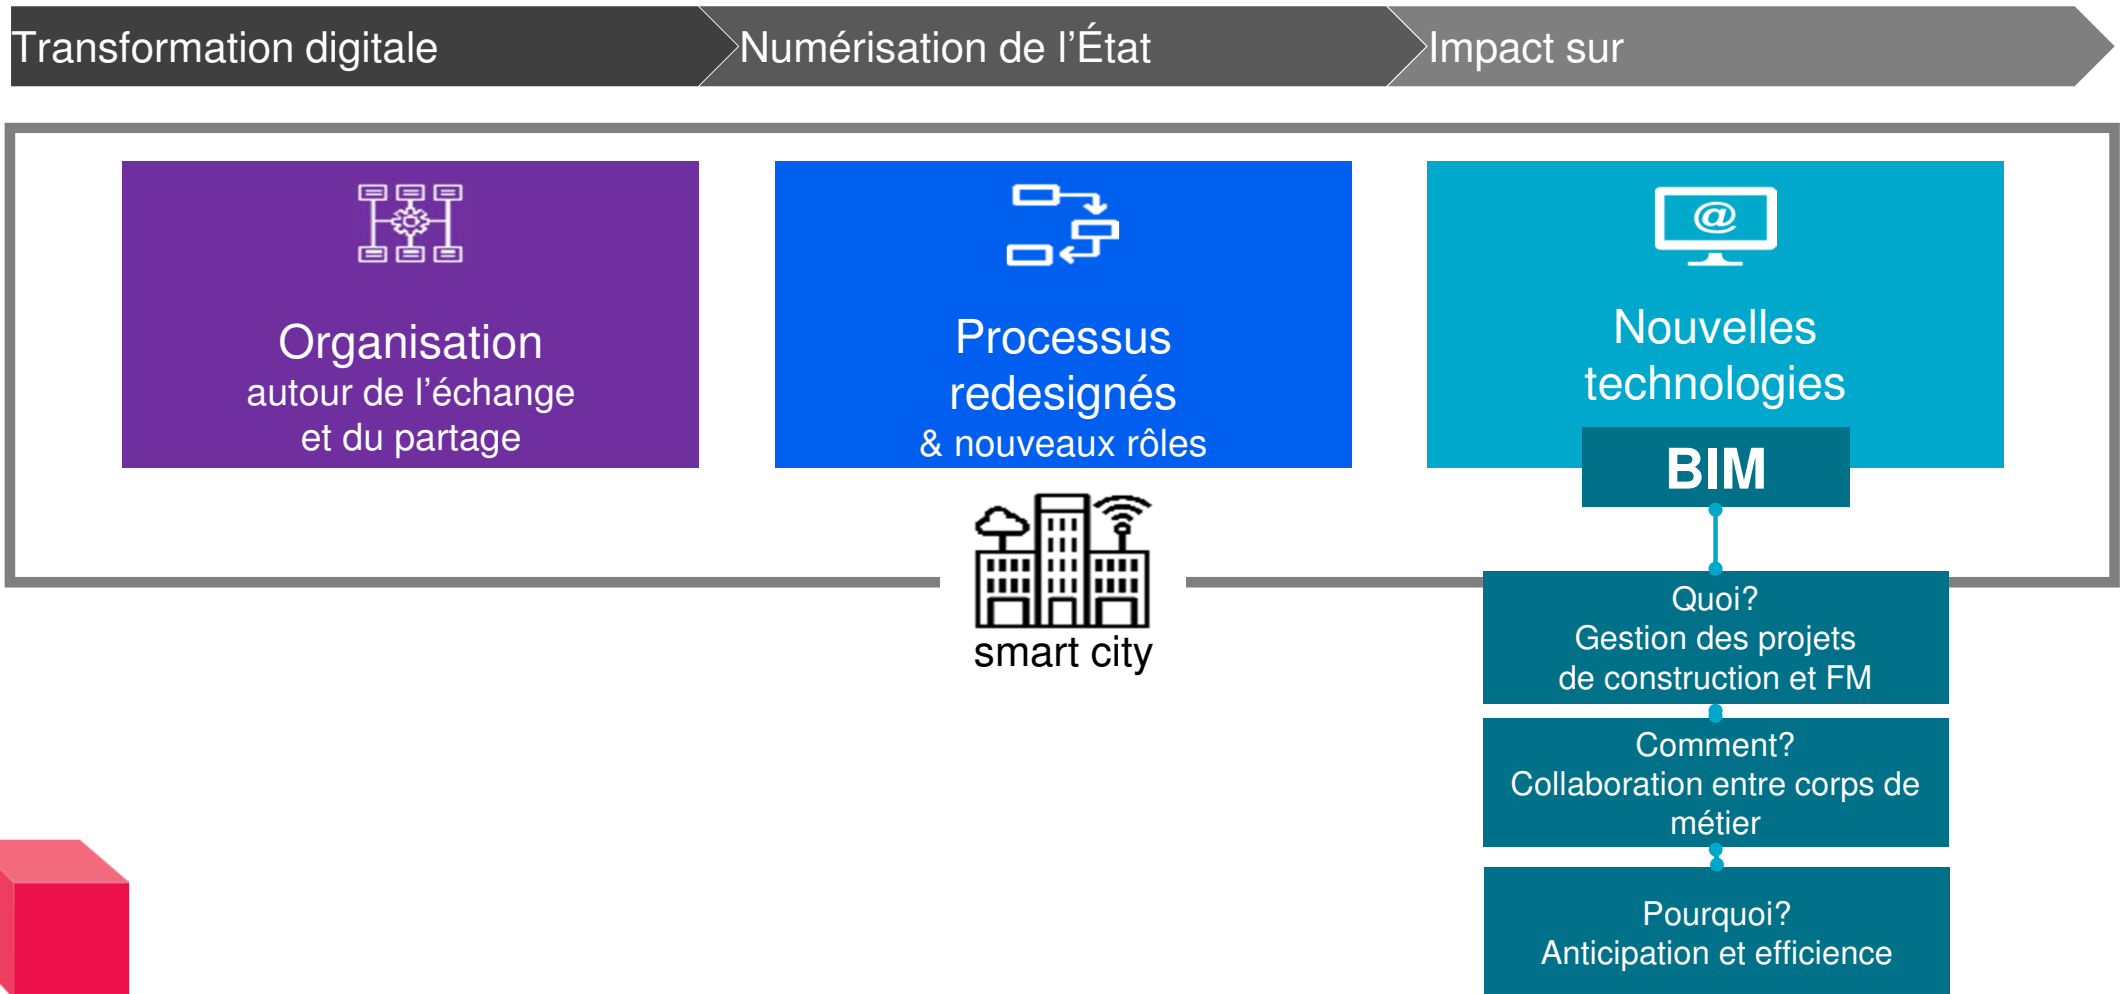 Transformation digitale
Numérisation de l’État
Impact sur
Organisation
autour de l’échange
et du partage
Processus
redesignés
& nouveaux rôles
@
Nouvelles
technologies
BIM
smart city
Quoi?
Gestion des projets
de construction et FM
Comment?
Collaboration entre corps de
métier
Pourquoi?
Anticipation et efficience